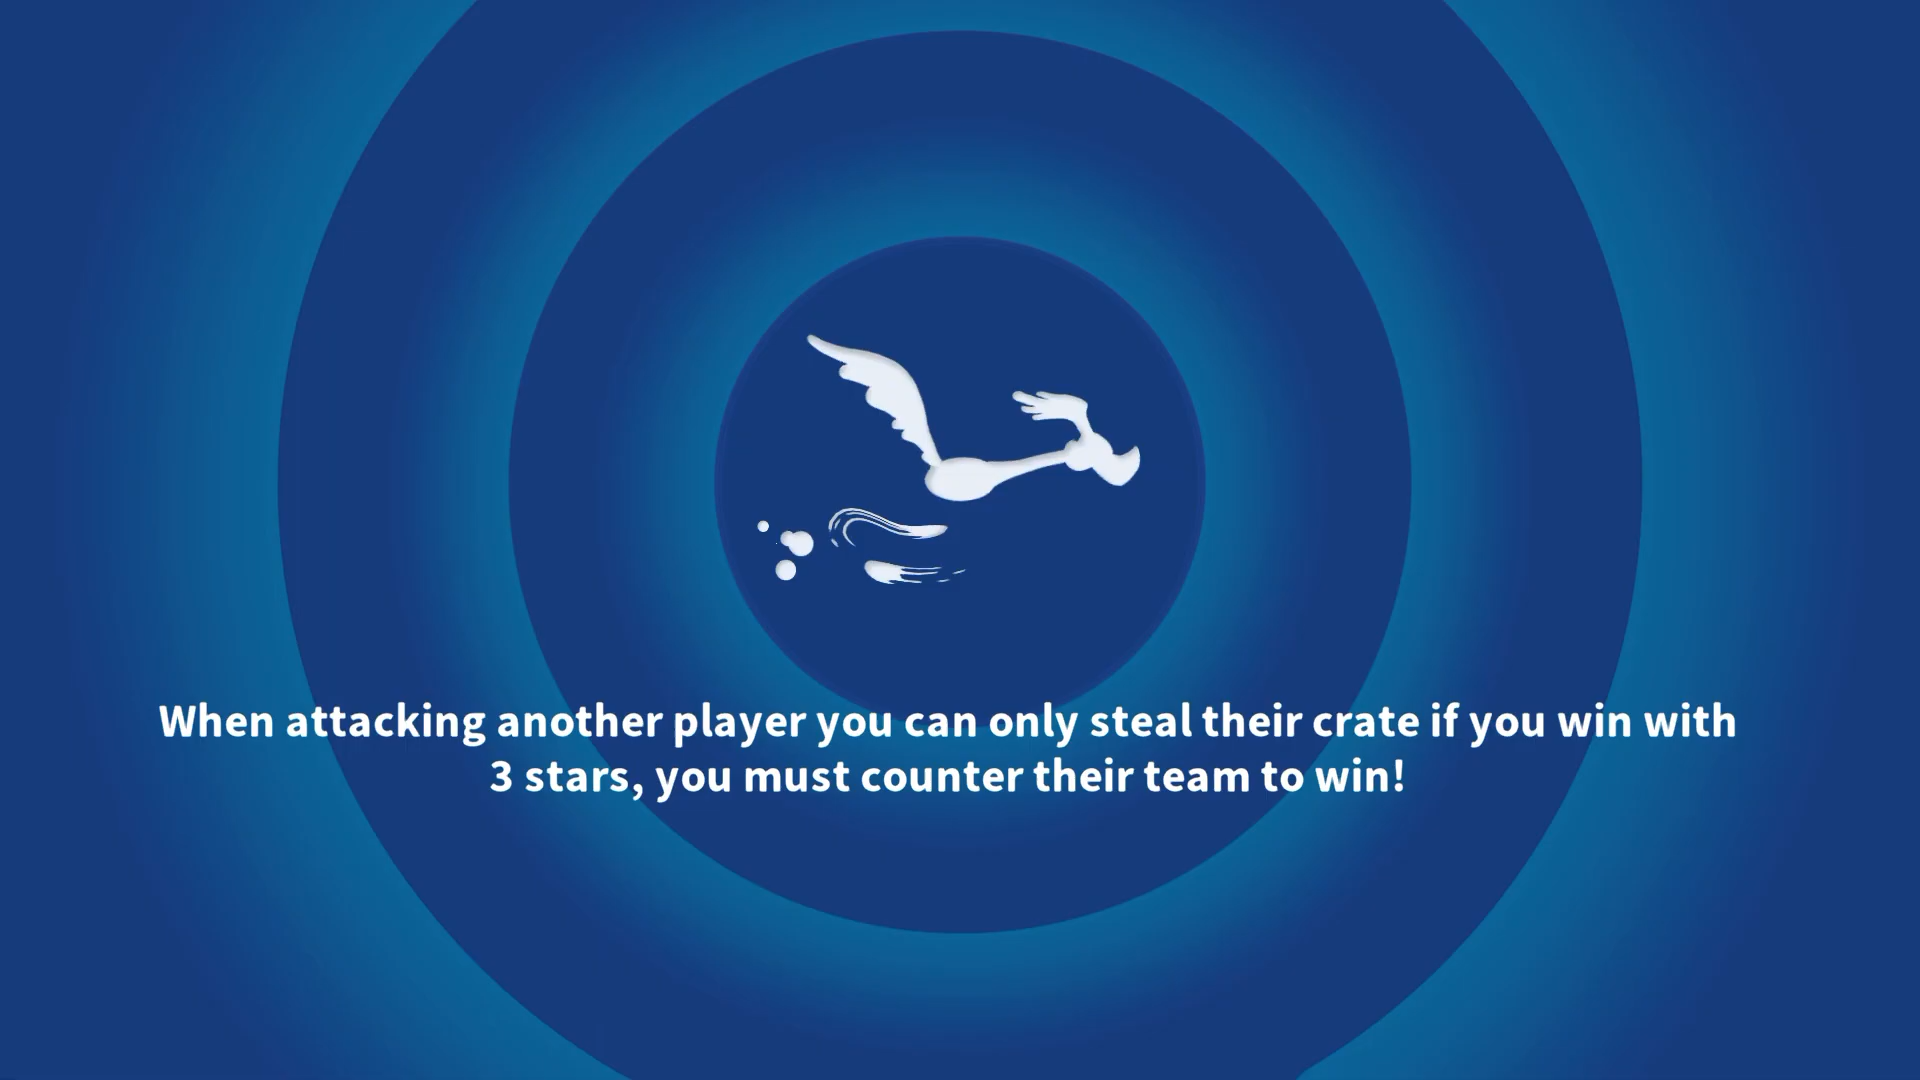 When attacking another player you can only steal their crate if you win with
3 stars, you must counter their team to win!